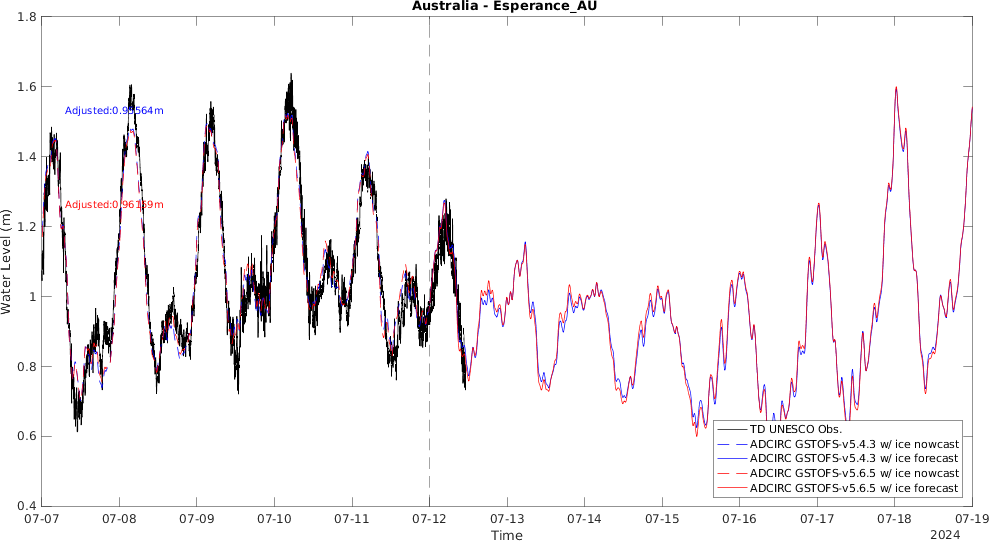 Australia - Esperance_AU
1.8
1.6
1.4
1.2
1
0.8
0.6
0.4
Water Level (m)
Adjusted:0.95564m
Adjusted:0.96159m
TD UNESCO Obs.
ADCIRC GSTOFS-v5.4.3 w/ ice nowcast
ADCIRC GSTOFS-v5.4.3 w/ ice forecast
ADCIRC GSTOFS-v5.6.5 w/ ice nowcast
ADCIRC GSTOFS-v5.6.5 w/ ice forecast
07-07 07-08 07-09 07-10 07-11 07-12 07-13 07-14 07-15 07-16 07-17 07-18 07-19
Time
2024